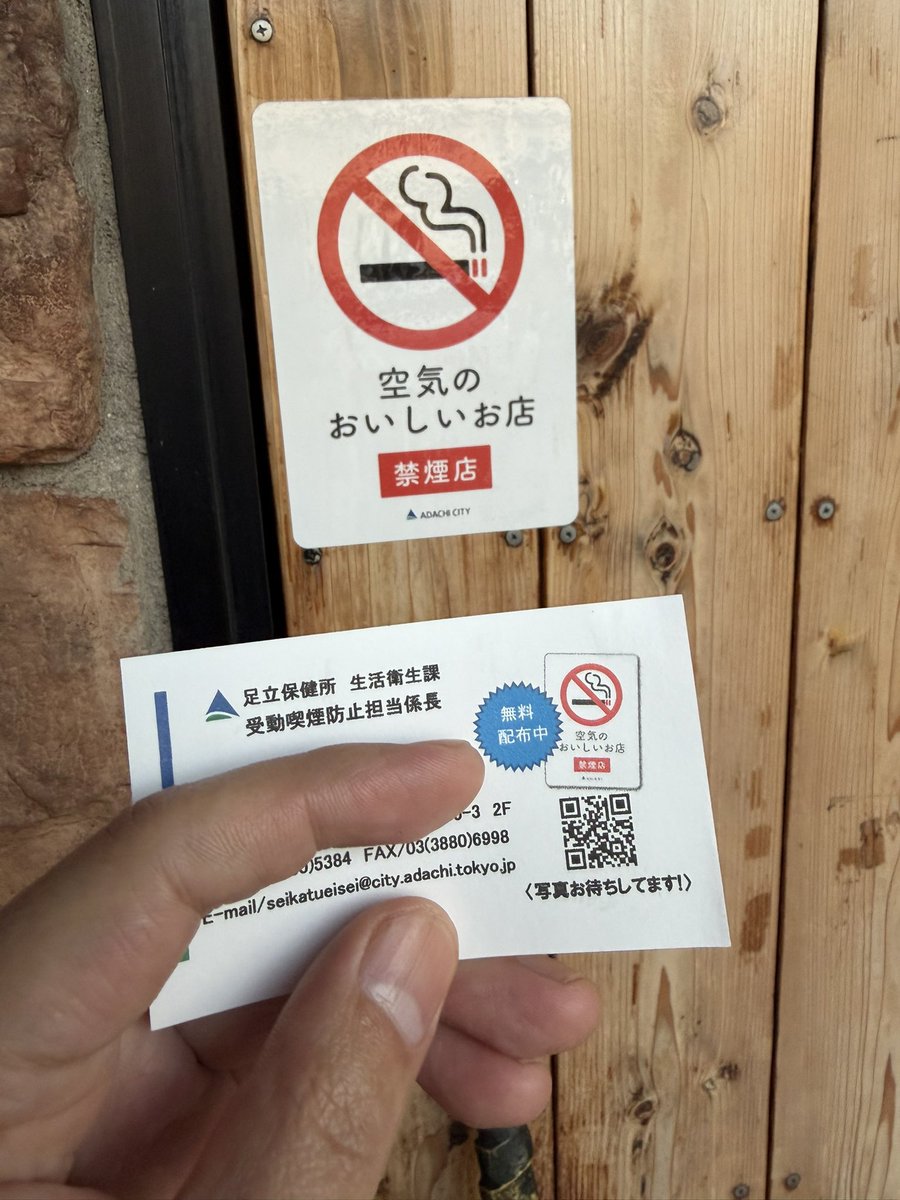 空気の
おいしいお店
禁煙店
ADACHI CITY
足立保健所 生活衛生課
受動喫煙防止担当係長
無料
配布中
空気の
おいしいお店
禁煙店
-3 2F
)5384 FAX/03(3880)6998
E-mail/seikatueisei@city.adachi.tokyo.jp
〈写真お待ちしてます!〉